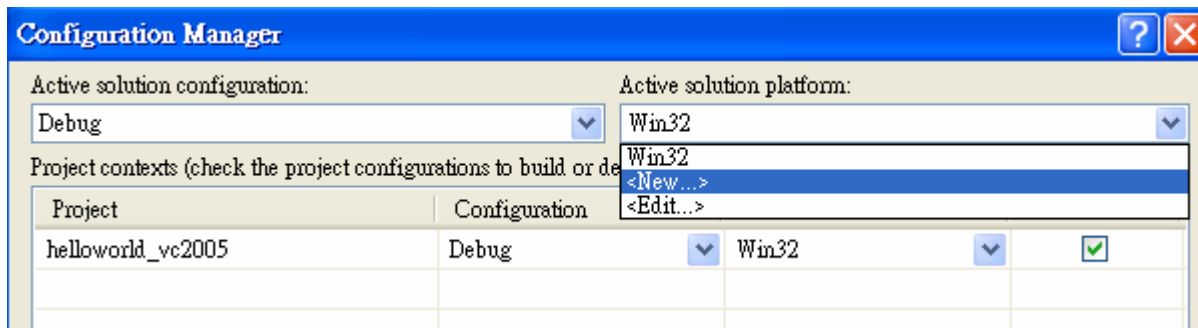 Configuration Manager
Active solution configuration:
Active solution platform:
Debug
Win32
Project contexts (check the project configurations to build or de
Win32
<New...>
<Edit...>
Project
Configuration
helloworld_vc2005
Debug
Win32